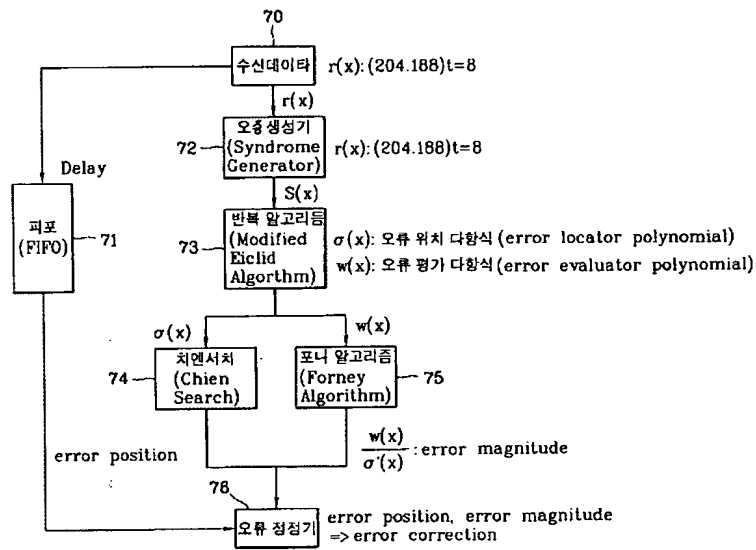 70
수신데이타
r(x): (204.188)t=8
r(x)
72
오증생성기
(Syndrome
Generator)
r(x): (204.188)t=8
Delay
S(x)
피포
(FIFO)
71
73
반복 알고리듬
(Modified
Eiclid
Algorthm)
σ(x): 오류 위치 다항식 (error locator polynomial)
w(x): 오류 평가 다항식 (error evaluator polynomial)
σ(x)
w(x)
74
치엔서치
(Chien
Search)
포니 알고리즘
(Forney
Algorithm)
75
error position
w(x)
σ'(x)
: error magnitude
76
오류 정정기
error position, error magnitude
=> error correction